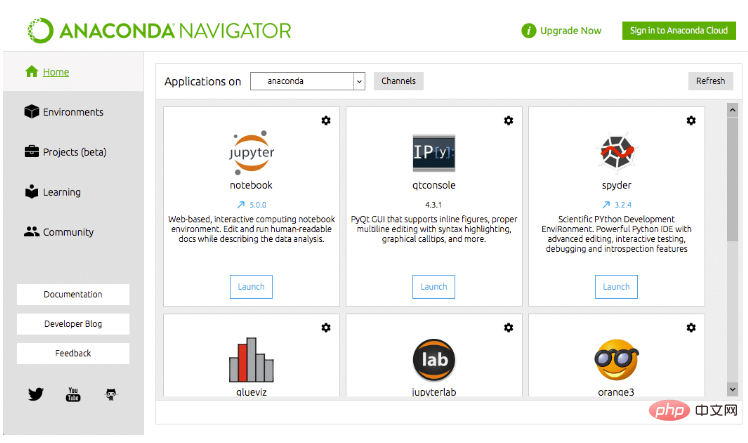 ANACONDA NAVIGATOR
i Upgrade Now
Sign in to Anaconda Cloud
Home
Environments
Projects (beta)
Learning
Community
Documentation
Developer Blog
Feedback
You
Tube
Applications on anaconda Channels Refresh
jupyter
notebook
5.0.0
Web-based, interactive computing notebook
environment. Edit and run human-readable
docs while describing the data analysis.
Launch
IP[y]:
qtconsole
4.3.1
PyQt GUI that supports inline figures, proper
multiline editing with syntax highlighting,
graphical calltips, and more.
Launch
spyder
3.2.4
Scientific PYthon Development
EnviRonment. Powerful Python IDE with
advanced editing, interactive testing,
debugging and introspection features
Launch
glueviz
lab
jupyterlab
orange3
php 中文网